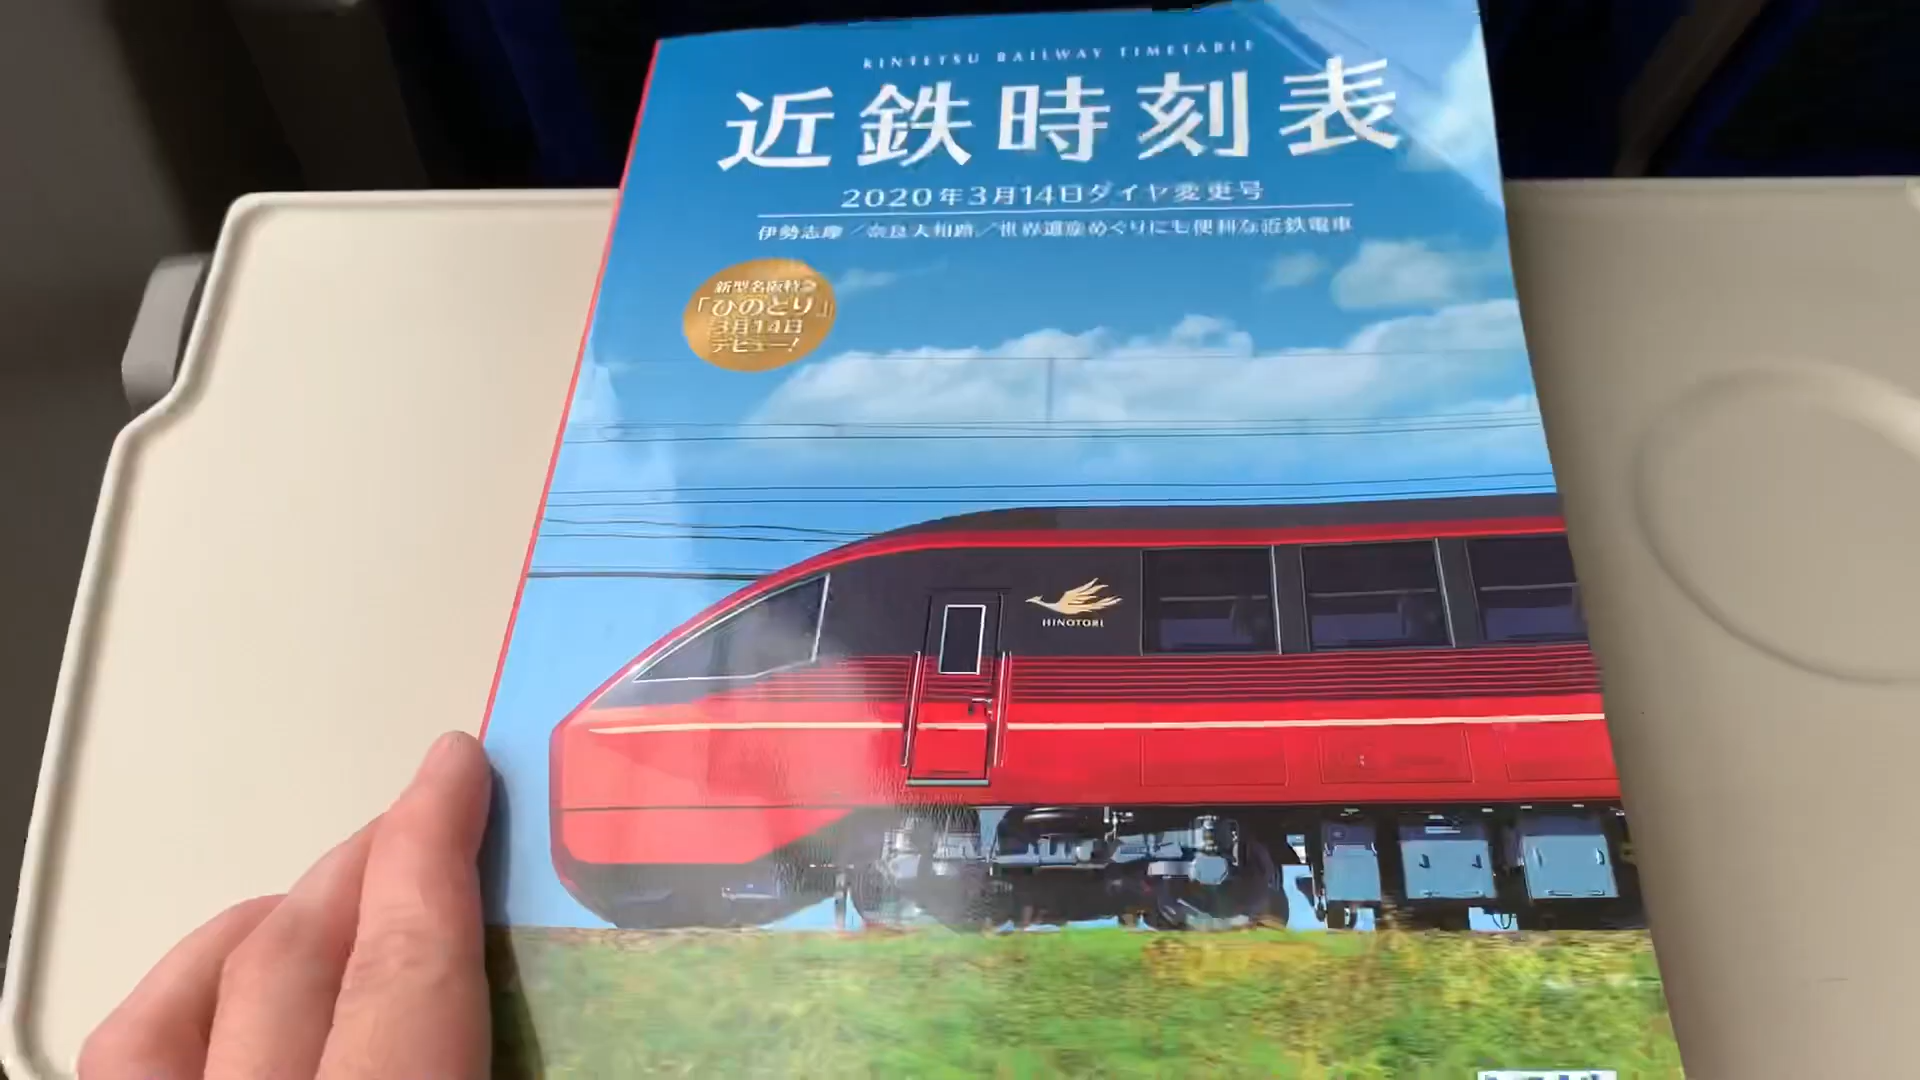 KINTETSU RAILWAY TIMETABLE
近鉄時刻表
2020年3月14日ダイヤ変更号
伊勢志摩／奈良大和路／世界遺産めぐりにも便利な近鉄電車
新型名阪特急
「ひのとり」
3月14日
デビュー!
HINOTORI